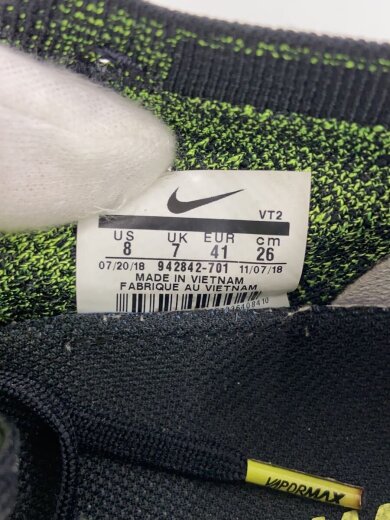 VT2
US UK EUR cm
8 7 41 26
07/20/18 942842-701 11/07/18
MADE IN VIETNAM
FABRIQUE AU VIETNAM
VAPORMAX